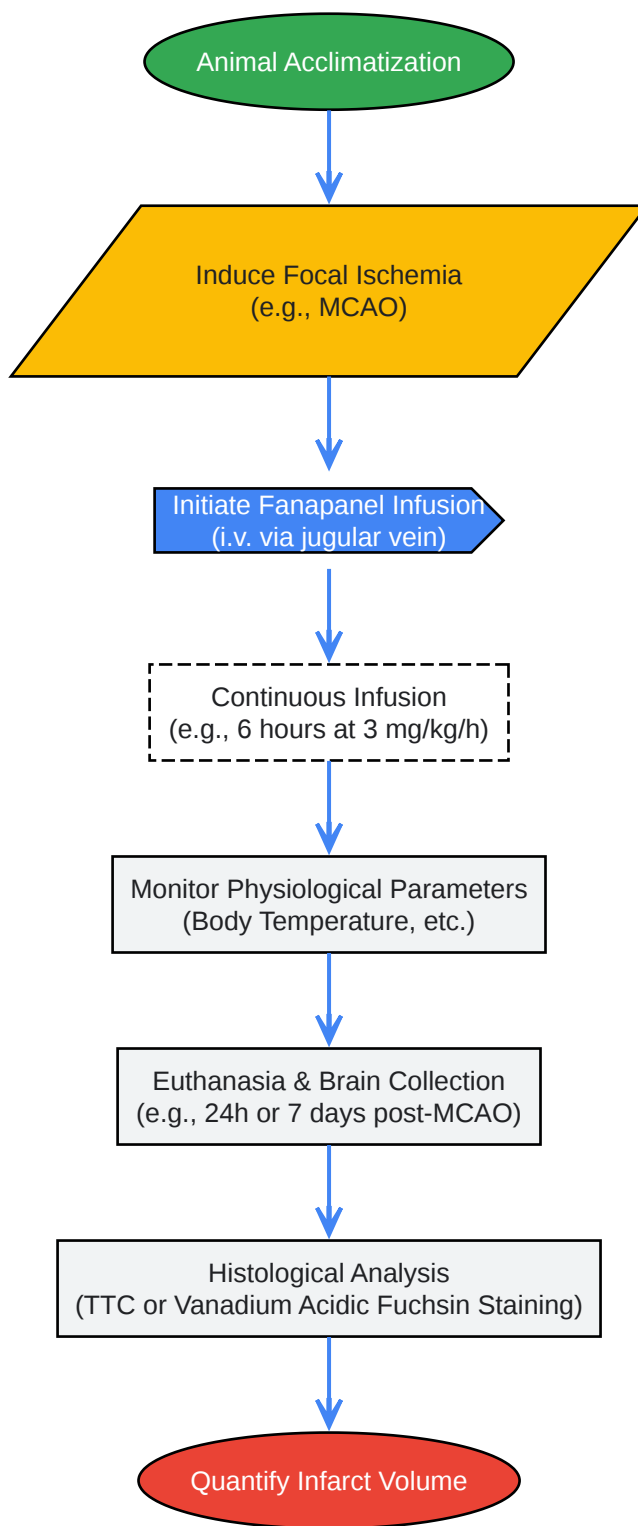 Animal Acclimatization
Induce Focal Ischemia
(e.g., MCAO)
Initiate Fanapanel Infusion
(i.v. via jugular vein)
Continuous Infusion
(e.g., 6 hours at 3 mg/kg/h)
Monitor Physiological Parameters
(Body Temperature, etc.)
Euthanasia & Brain Collection
(e.g., 24h or 7 days post-MCAO)
Histological Analysis
(TTC or Vanadium Acidic Fuchsin Staining)
Quantify Infarct Volume